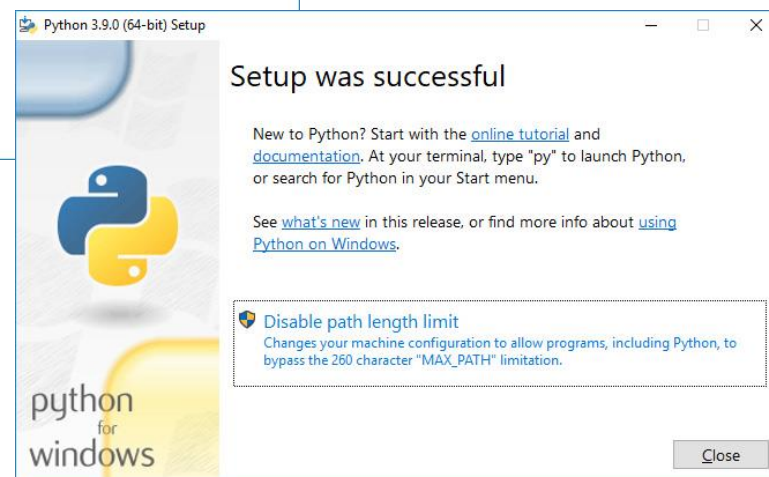 Python 3.9.0 (64-bit) Setup
Setup was successful
New to Python? Start with the online tutorial and
documentation. At your terminal, type "py" to launch Python,
or search for Python in your Start menu.
See what's new in this release, or find more info about using
Python on Windows.
Disable path length limit
Changes your machine configuration to allow programs, including Python, to
bypass the 260 character "MAX_PATH" limitation.
python
for
windows
Close